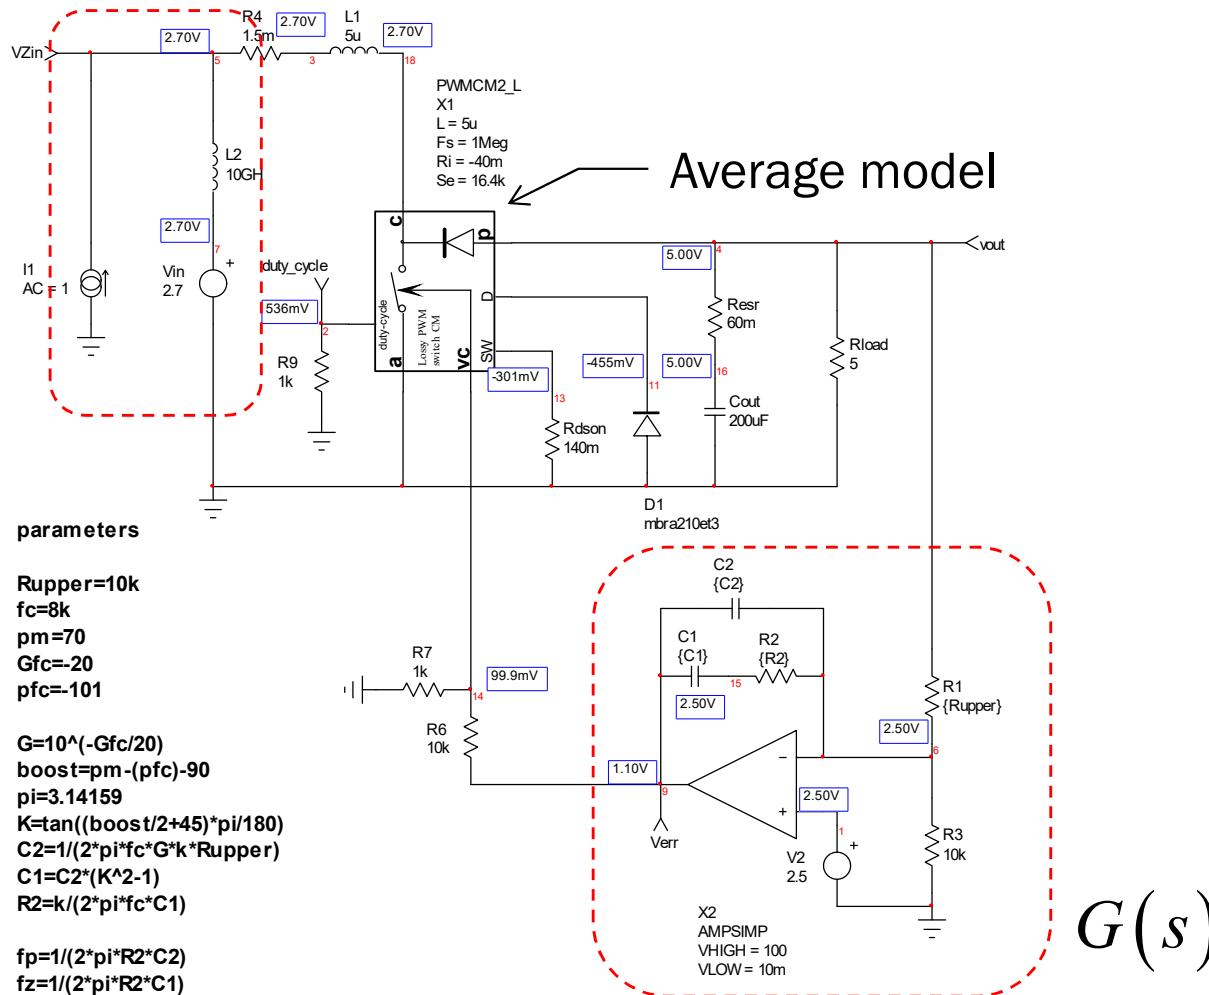 VZin
2.70V
5
R4
1.5m
2.70V
3
L1
5u
2.70V
18
PWMCM2_L
X1
L = 5u
Fs = 1Meg
Ri = -40m
Se = 16.4k
Average model
L2
10GH
2.70V
7
I1
AC = 1
Vin
2.7
+
duty_cycle
536mV
2
R9
1k
c
p
duty-cycle
D
Lossy PWM
switch CM
a
vc
SW
-301mV
13
Rdson
140m
-455mV
11
D1
mbra210et3
5.00V
4
vout
Resr
60m
5.00V
16
Cout
200uF
Rload
5
parameters
Rupper=10k
fc=8k
pm=70
Gfc=-20
pfc=-101
G=10^(-Gfc/20)
boost=pm-(pfc)-90
pi=3.14159
K=tan((boost/2+45)*pi/180)
C2=1/(2*pi*fc*G*k*Rupper)
C1=C2*(K^2-1)
R2=k/(2*pi*fc*C1)
fp=1/(2*pi*R2*C2)
fz=1/(2*pi*R2*C1)
R7
1k
99.9mV
14
R6
10k
1.10V
9
Verr
C2
{C2}
C1
{C1}
R2
{R2}
15
2.50V
R1
{Rupper}
2.50V
6
−
+
2.50V
1
V2
2.5
+
R3
10k
X2
AMPSIMP
VHIGH = 100
VLOW = 10m
G(s)